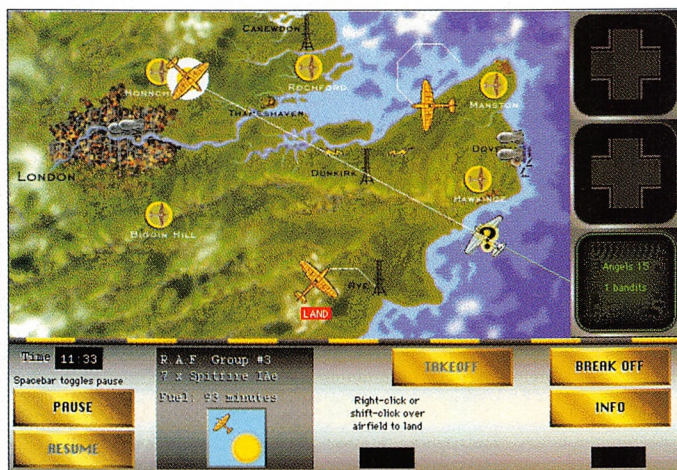 CANEWDON
HORNCH
ROCHFORD
THAMESHAVEN
MANSTON
DOVE
LONDON
DUNKIRK
HAWKINGE
?
BIGGIN HILL
RYE
LAND
Angels 15
1 bandits
Time 11:33
Spacebar toggles pause
PAUSE
RESUME
R.A.F. Group #3
7 x Spitfire IAe
Fuel: 93 minutes
TAKEOFF
Right-click or
shift-click over
airfield to land
BREAK OFF
INFO